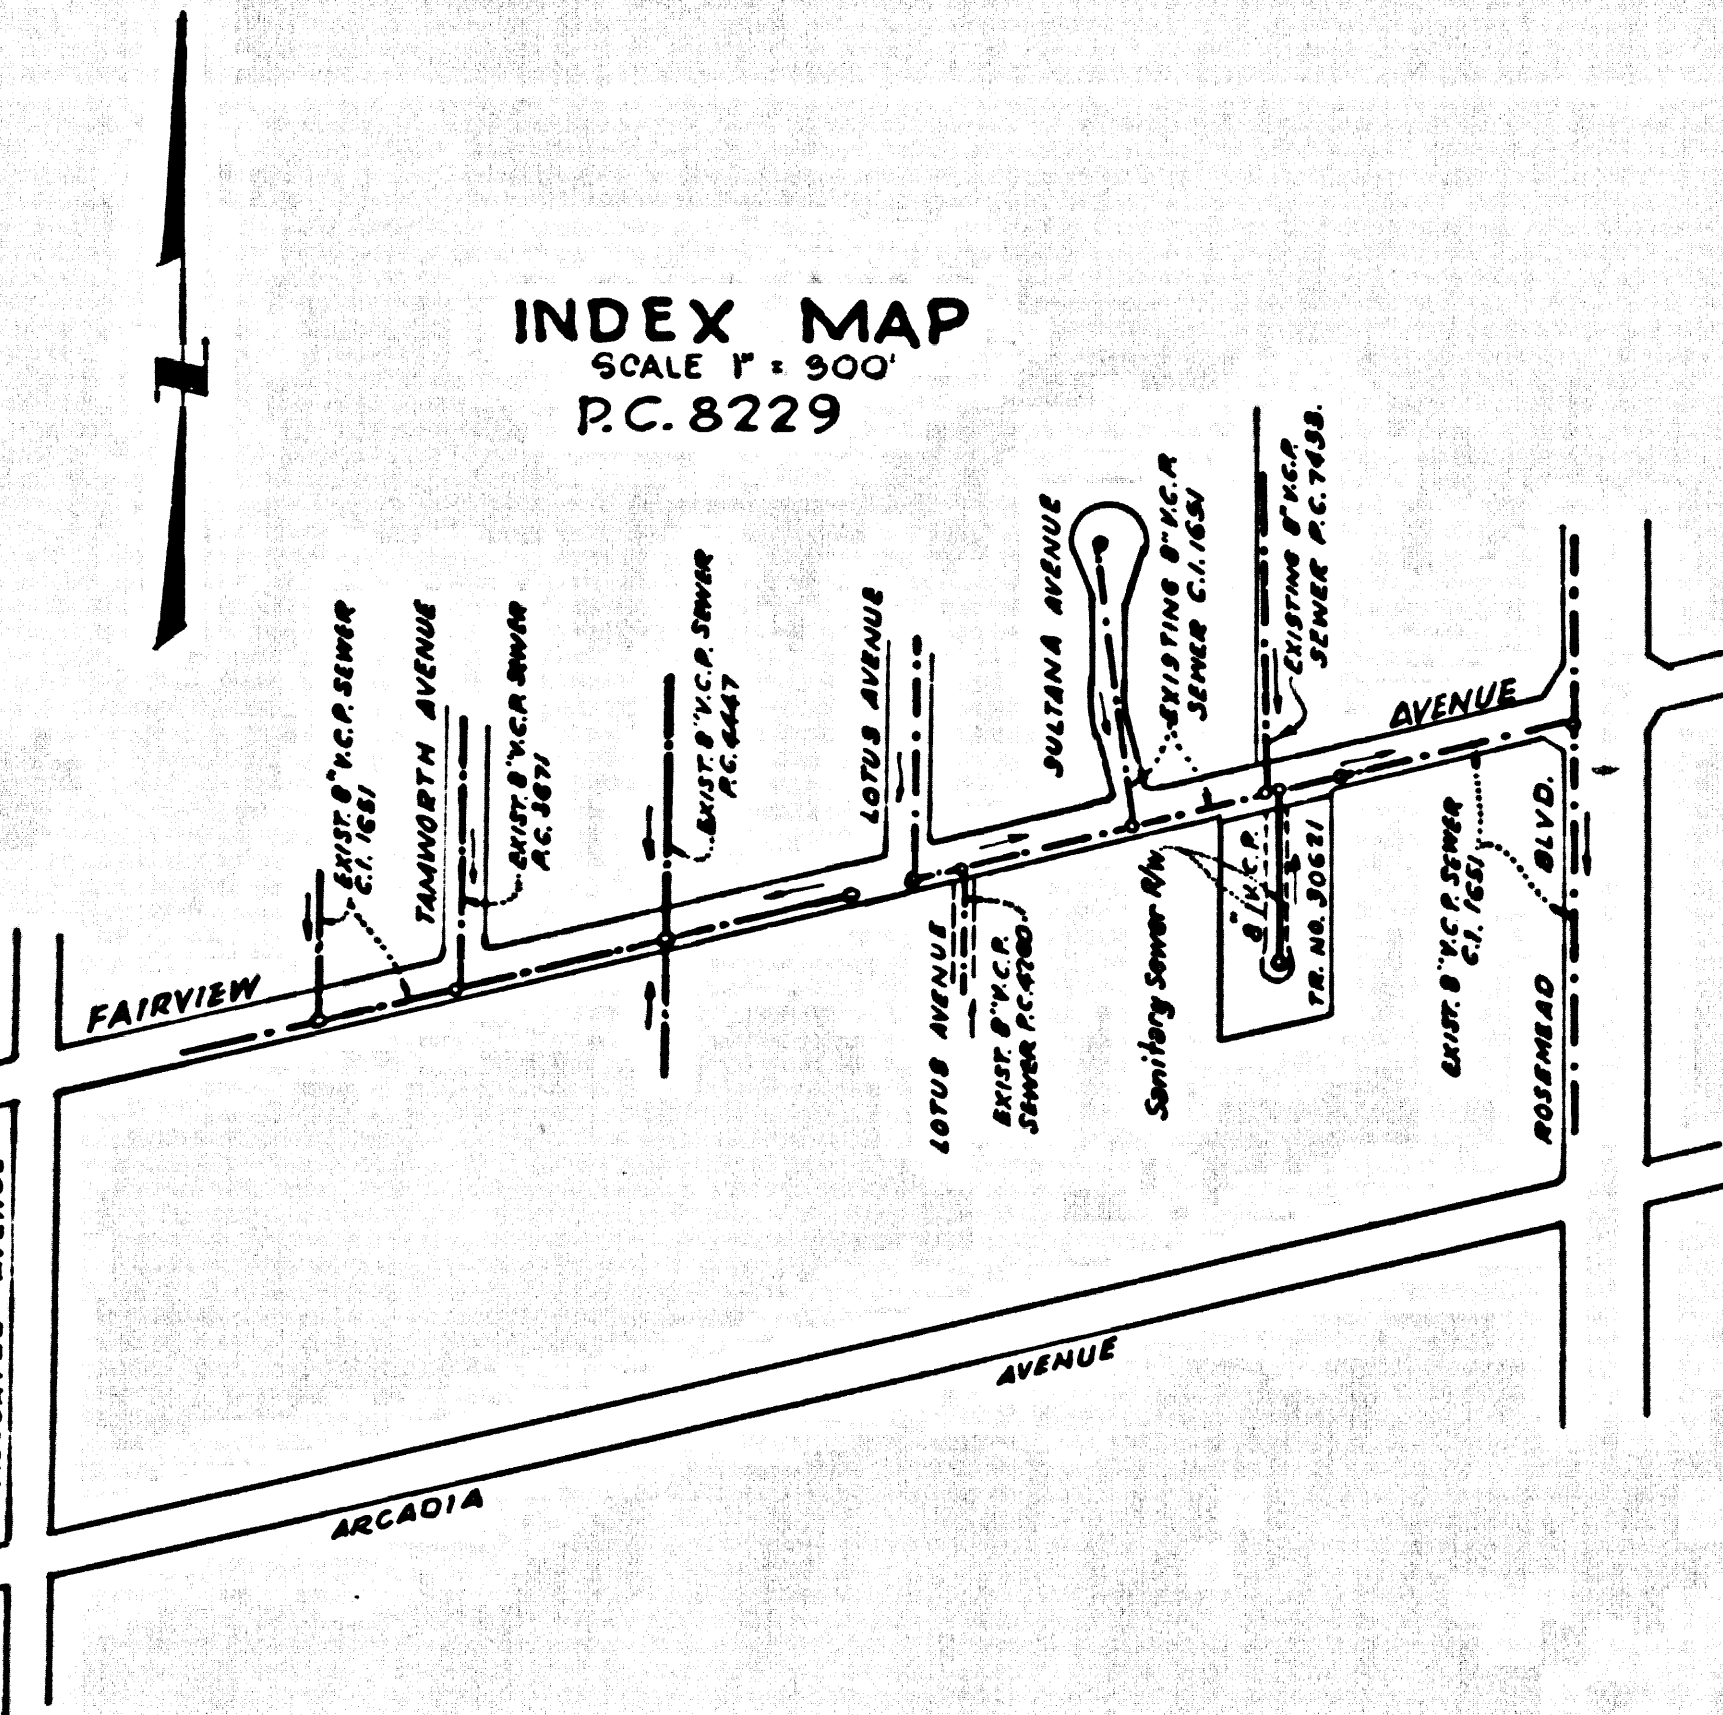 INDEX MAP
SCALE 1" = 300'
P.C. 8229
EXIST. 8" V.C.P. SEWER
C.I. 1651
TAMWORTH AVENUE
EXIST. 8" V.C.P. SEWER
P.C. 3871
EXIST. 8" V.C.P. SEWER
P.C. 6447
LOTUS AVENUE
SULTANA AVENUE
EXISTING 8" V.C.P.
SEWER C.I. 1651
EXISTING 8" V.C.P.
SEWER P.C. 7498.
FAIRVIEW
AVENUE
LOTUS AVENUE
EXIST. 8" V.C.P.
SEWER P.C. 4780
Sanitary Sewer R/W
8" V.C.P.
TR. NO. 30621
EXIST. 8" V.C.P. SEWER
C.I. 1651
ROSEMEAD BLVD.
ARCADIA
AVENUE
N